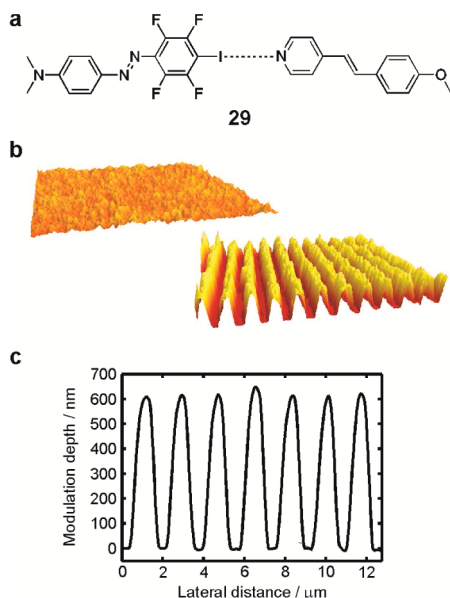 a
F
F
N
N
N
I
F
F
N
O
29
b
c
700
600
500
400
300
200
100
0
Modulation depth / nm
0 2 4 6 8 10 12
Lateral distance / μm